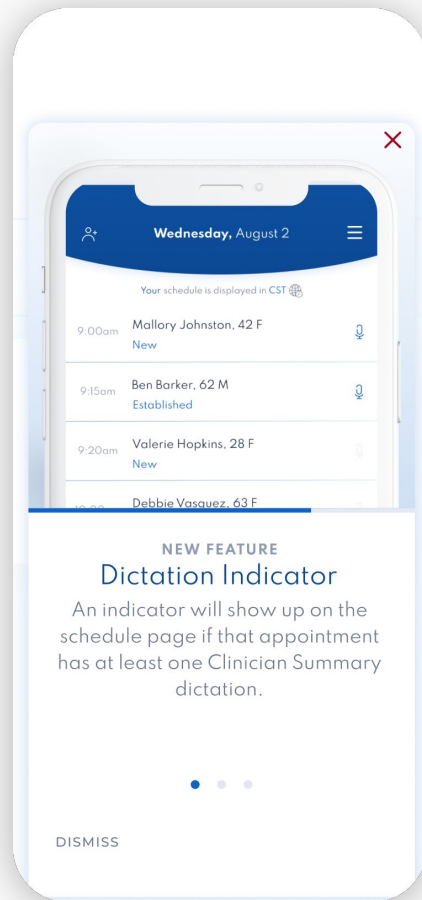 Wednesday, August 2
Your schedule is displayed in CST
9:00am Mallory Johnston, 42 F
New
9:15am Ben Barker, 62 M
Established
9:20am Valerie Hopkins, 28 F
New
Debbie Vasquez, 63 F
NEW FEATURE
Dictation Indicator
An indicator will show up on the
schedule page if that appointment
has at least one Clinician Summary
dictation.
DISMISS